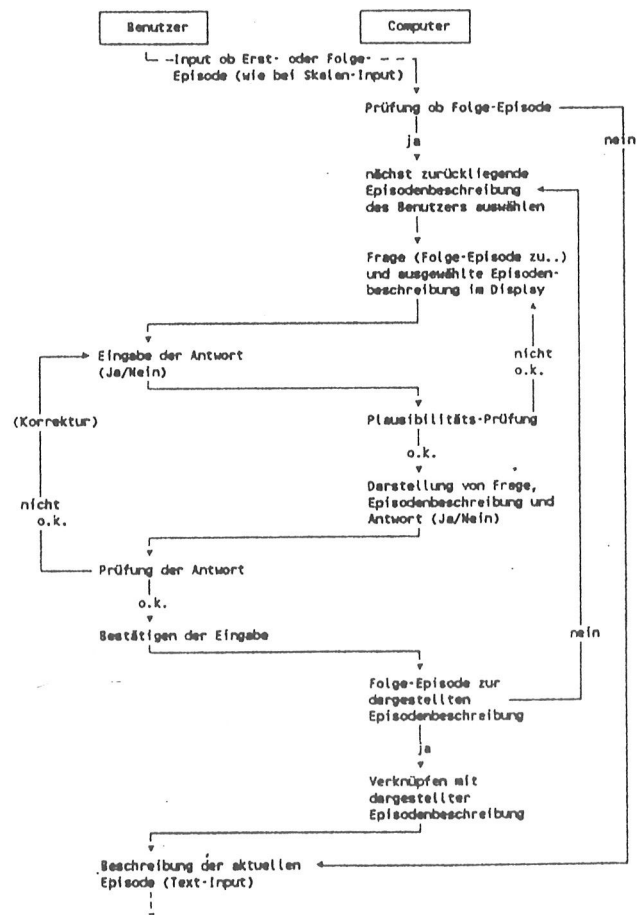 Benutzer
Computer
Input ob Erst- oder Folge-
Episode (wie bei Skalen-Input)
Prüfung ob Folge-Episode
ja
nein
nächst zurückliegende
Episodenbeschreibung
des Benutzers auswählen
Frage (Folge-Episode zu..)
und ausgewählte Episoden-
beschreibung im Display
Eingabe der Antwort
(Ja/Nein)
nicht
o.k.
(Korrektur)
Plausibilitäts-Prüfung
o.k.
Darstellung von Frage,
Episodenbeschreibung und
Antwort (Ja/Nein)
nicht
o.k.
Prüfung der Antwort
o.k.
Bestätigen der Eingabe
nein
Folge-Episode zur
dargestellten
Episodenbeschreibung
ja
Verknüpfen mit
dargestellter
Episodenbeschreibung
Beschreibung der aktuellen
Episode (Text-Input)